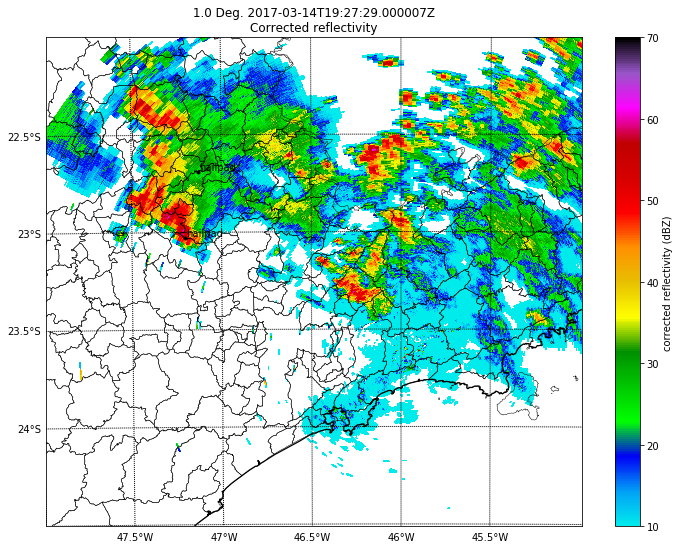 1.0 Deg. 2017-03-14T19:27:29.000007Z
Corrected reflectivity
22.5°S
23°S
23.5°S
24°S
47.5°W
47°W
46.5°W
46°W
45.5°W
70
60
50
40
30
20
10
corrected reflectivity (dBZ)